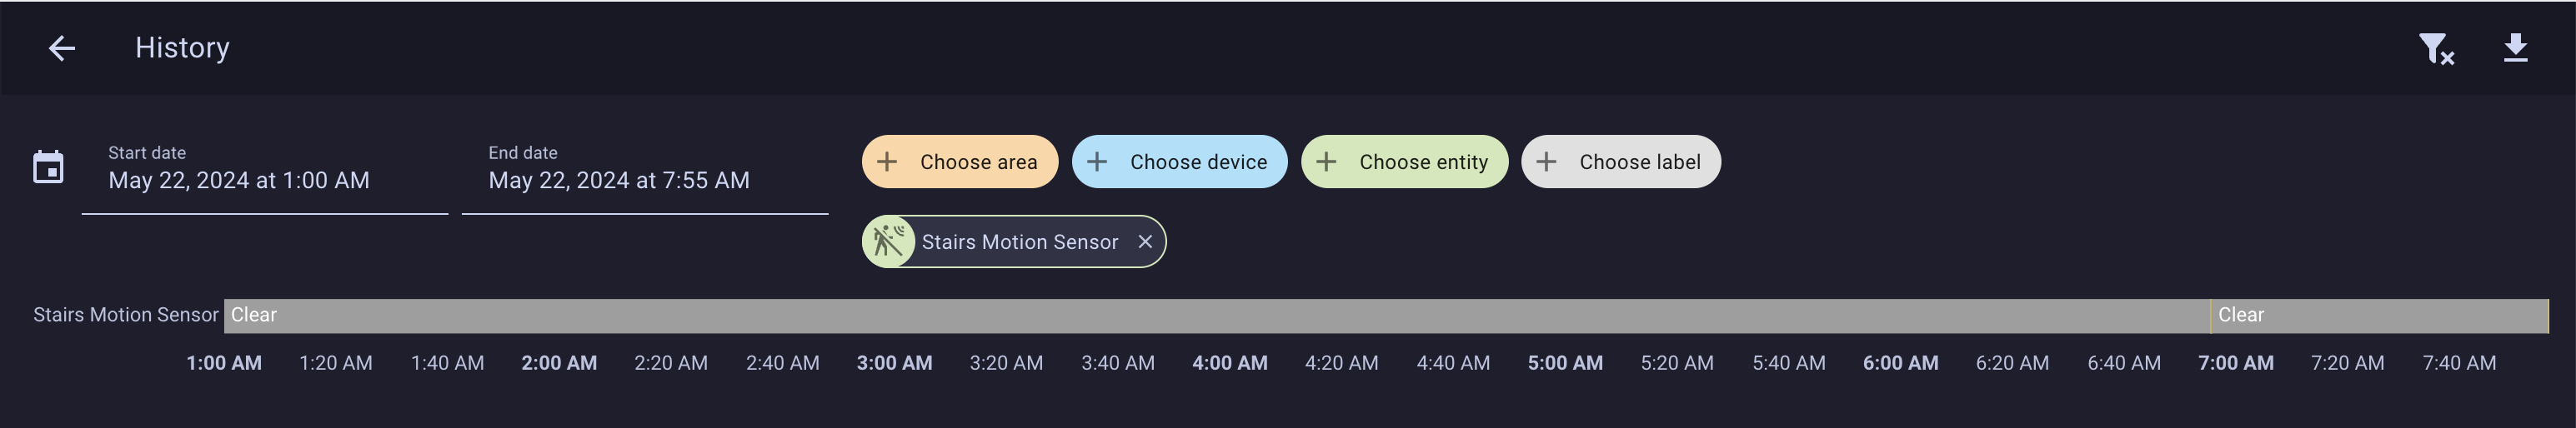 History
Start date
May 22, 2024 at 1:00 AM
End date
May 22, 2024 at 7:55 AM
Choose area
Choose device
Choose entity
Choose label
Stairs Motion Sensor
Stairs Motion Sensor Clear Clear
1:00 AM 1:20 AM 1:40 AM 2:00 AM 2:20 AM 2:40 AM 3:00 AM 3:20 AM 3:40 AM 4:00 AM 4:20 AM 4:40 AM 5:00 AM 5:20 AM 5:40 AM 6:00 AM 6:20 AM 6:40 AM 7:00 AM 7:20 AM 7:40 AM